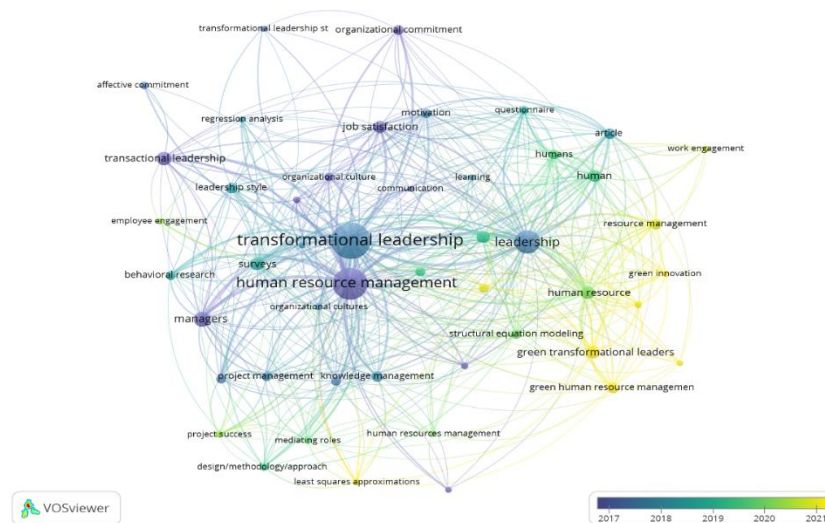 transformational leadership st
organizational commitment
affective commitment
questionnaire
motivation
regression analysis
job satisfaction
article
work engagement
transactional leadership
humans
organizational culture
learning
human
leadership style
communication
employee engagement
resource management
transformational leadership
leadership
surveys
behavioral research
green innovation
human resource management
human resource
organizational cultures
managers
structural equation modeling
green transformational leaders
project management
knowledge management
green human resource managemen
project success
mediating roles
human resources management
design/methodology/approach
least squares approximations
VOSviewer
2017 2018 2019 2020 2021